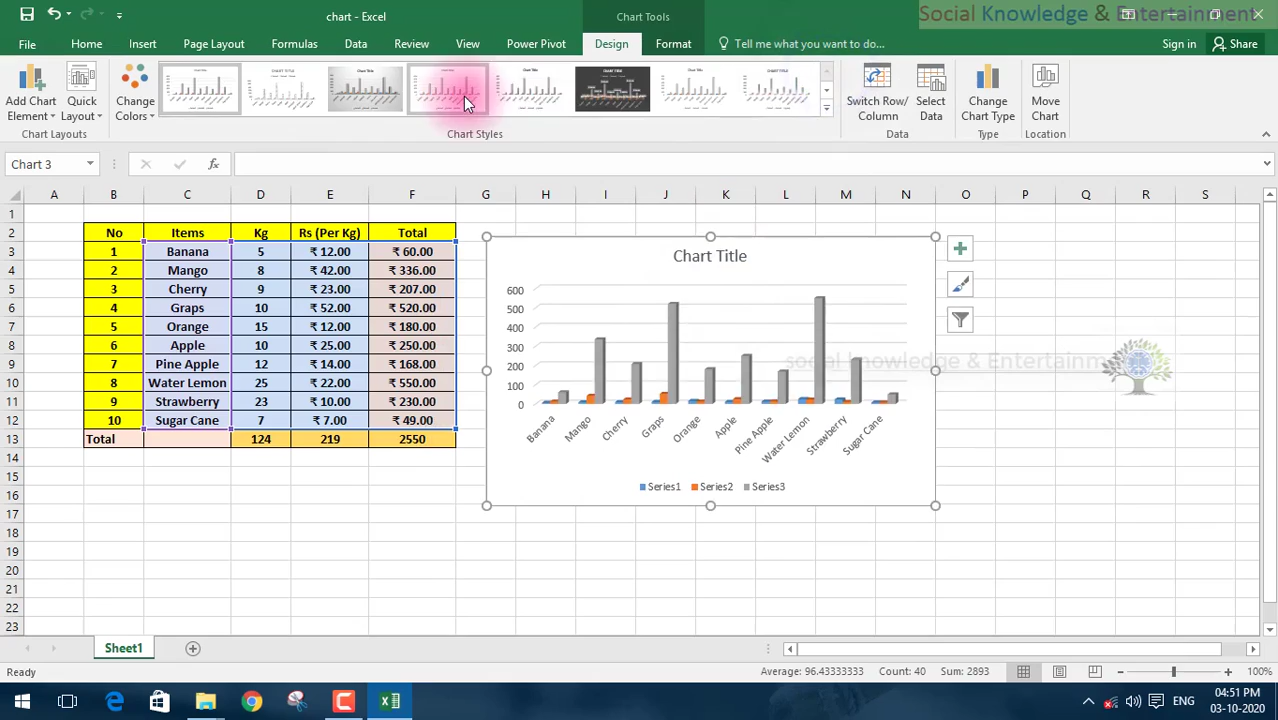 chart - Excel
Chart Tools
Social Knowledge & Entertainment
File
Home
Insert
Page Layout
Formulas
Data
Review
View
Power Pivot
Design
Format
Tell me what you want to do...
Sign in
Share
Add Chart Element
Quick Layout
Change Colors
Switch Row/ Column
Select Data
Change Chart Type
Move Chart
Chart Layouts
Chart Styles
Data
Type
Location
Chart 3
fx
A B C D E F G H I J K L M N O P Q R S
1
2 No Items Kg Rs (Per Kg) Total
3 1 Banana 5 ₹ 12.00 ₹ 60.00
4 2 Mango 8 ₹ 42.00 ₹ 336.00
5 3 Cherry 9 ₹ 23.00 ₹ 207.00
6 4 Graps 10 ₹ 52.00 ₹ 520.00
7 5 Orange 15 ₹ 12.00 ₹ 180.00
8 6 Apple 10 ₹ 25.00 ₹ 250.00
9 7 Pine Apple 12 ₹ 14.00 ₹ 168.00
10 8 Water Lemon 25 ₹ 22.00 ₹ 550.00
11 9 Strawberry 23 ₹ 10.00 ₹ 230.00
12 10 Sugar Cane 7 ₹ 7.00 ₹ 49.00
13 Total 124 219 2550
14
15
16
17
18
19
20
21
22
23
Chart Title
600
500
400
300
200
100
0
Banana
Mango
Cherry
Graps
Orange
Apple
Pine Apple
Water Lemon
Strawberry
Sugar Cane
Series1 Series2 Series3
social knowledge & Entertainm
Sheet1
Ready
Average: 96.43333333 Count: 40 Sum: 2893
100%
ENG
04:51 PM
03-10-2020